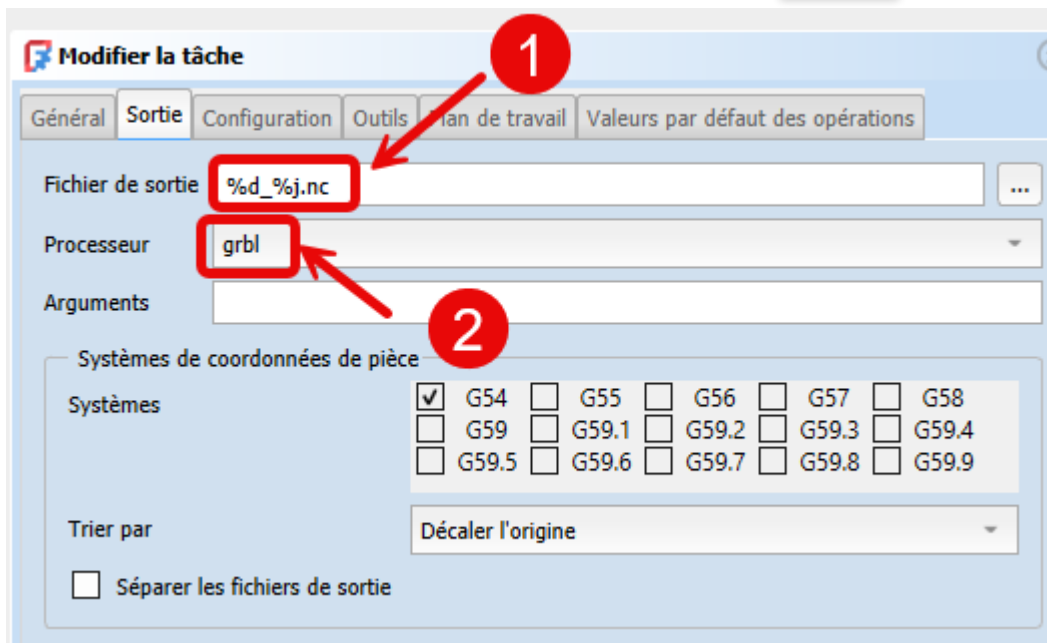 Modifier la tâche
1
Général Sortie Configuration Outils Plan de travail Valeurs par défaut des opérations
Fichier de sortie %d_%j.nc ...
Processeur grbl
Arguments
2
Systèmes de coordonnées de pièce
Systèmes G54 G55 G56 G57 G58
G59 G59.1 G59.2 G59.3 G59.4
G59.5 G59.6 G59.7 G59.8 G59.9
Trier par Décaler l'origine
Séparer les fichiers de sortie